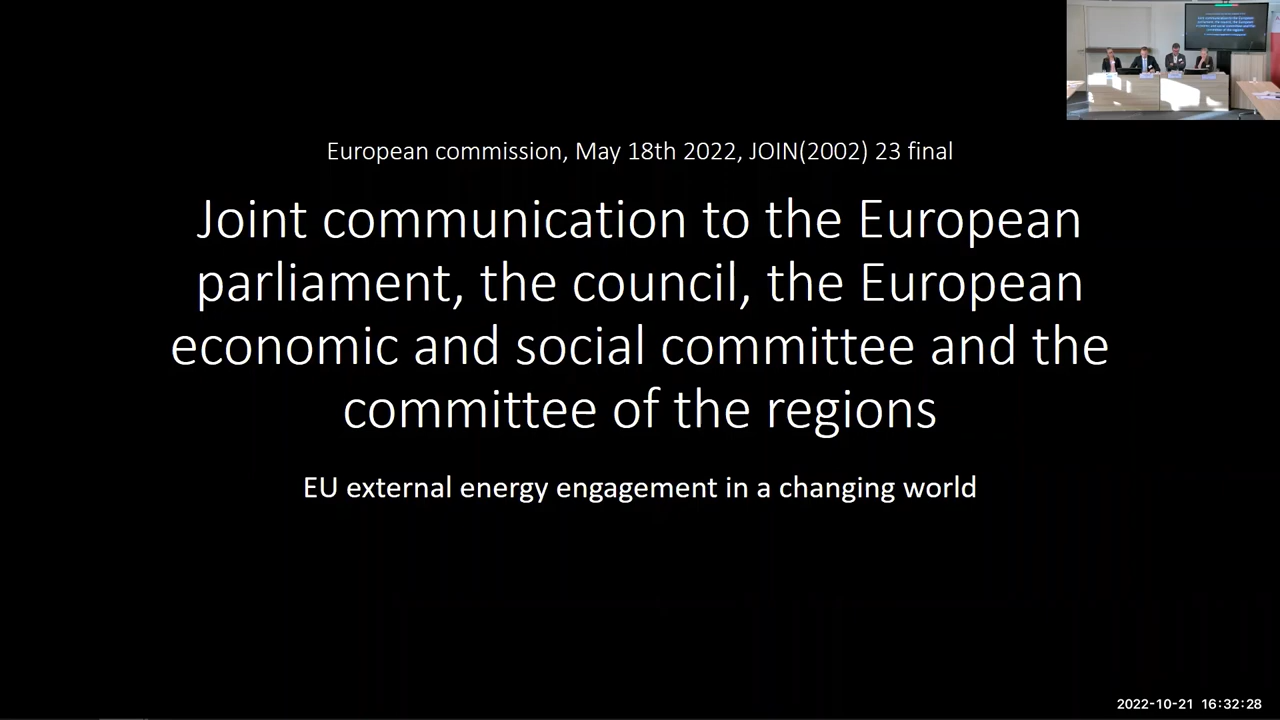 European commission, May 18th 2022, JOIN(2002) 23 final
Joint communication to the European
parliament, the council, the European
economic and social committee and the
committee of the regions
EU external energy engagement in a changing world
2022-10-21 16:32:28